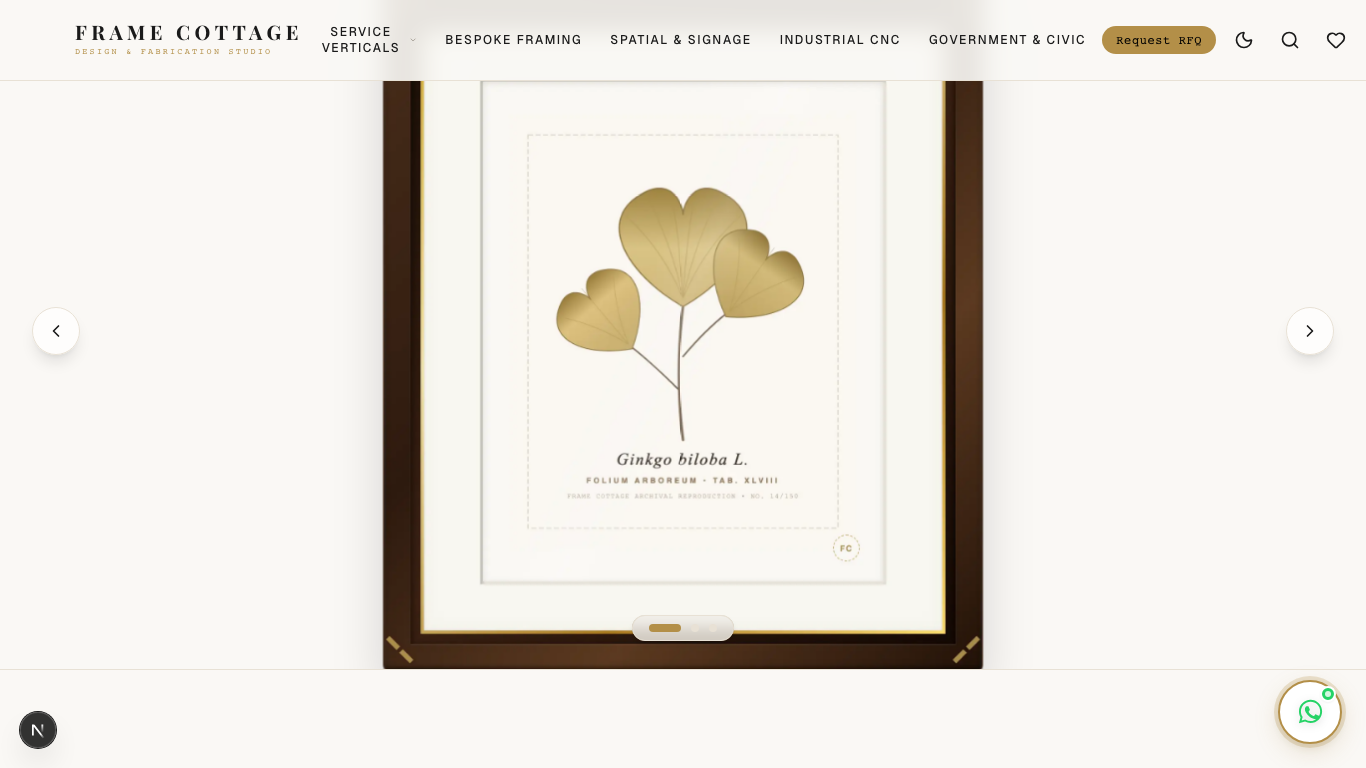 FRAME COTTAGE
DESIGN & FABRICATION STUDIO
SERVICE
VERTICALS
BESPOKE FRAMING
SPATIAL & SIGNAGE
INDUSTRIAL CNC
GOVERNMENT & CIVIC
Request RFQ
Ginkgo biloba L.
FOLIUM ARBOREUM • TAB. XLVIII
FRAME COTTAGE ARCHIVAL REPRODUCTION • NO. 14/150
FC
N